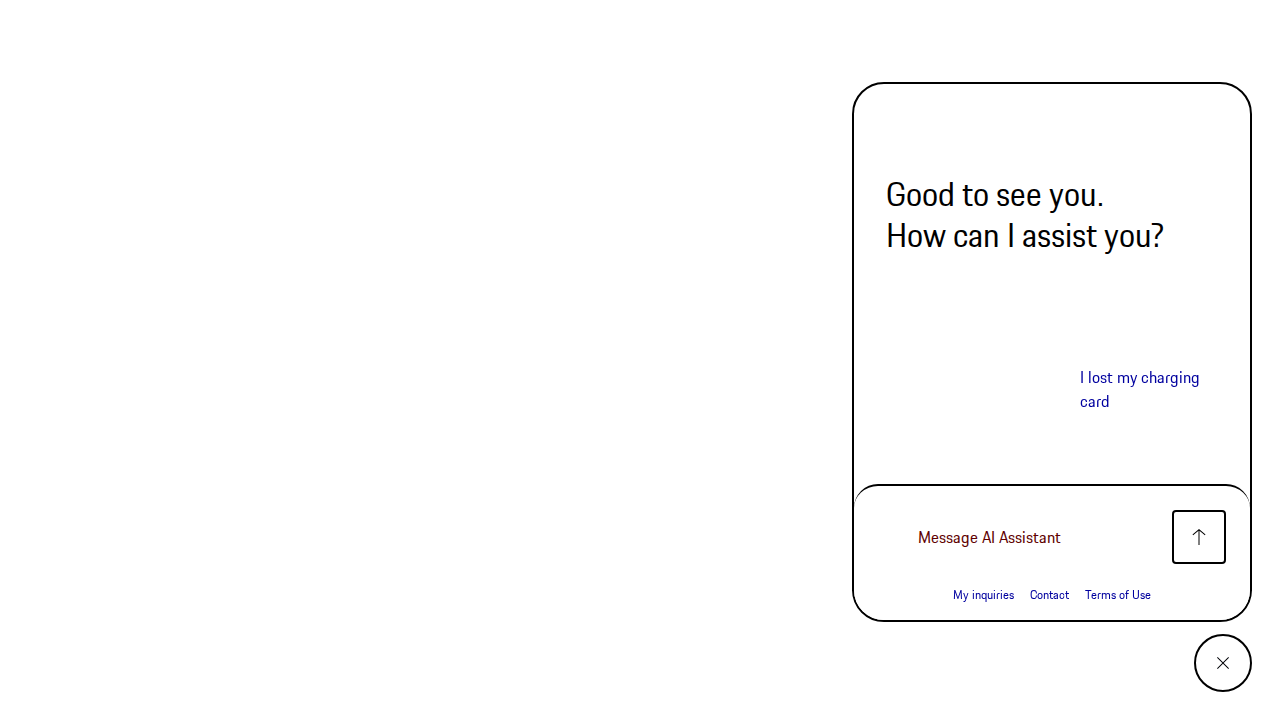 Good to see you.
How can I assist you?
I lost my charging
card
Message AI Assistant
My inquiries Contact Terms of Use